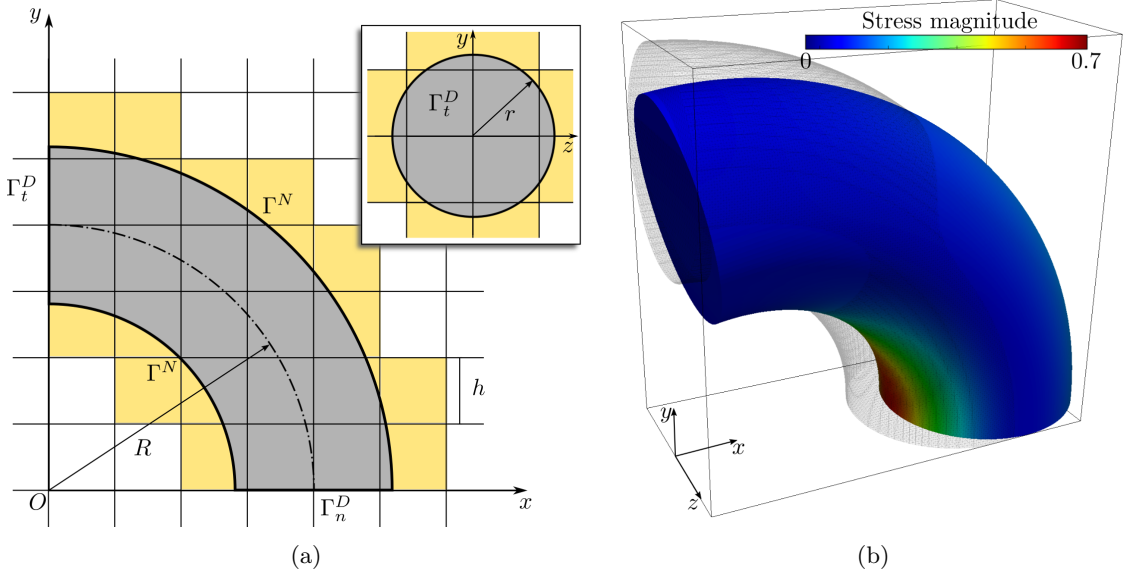 y
Γ_t^D
Γ^N
Γ^N
h
R
O
x
Γ_n^D
y
Γ_t^D
r
z
(a)
Stress magnitude
0 0.7
y
x
z
(b)